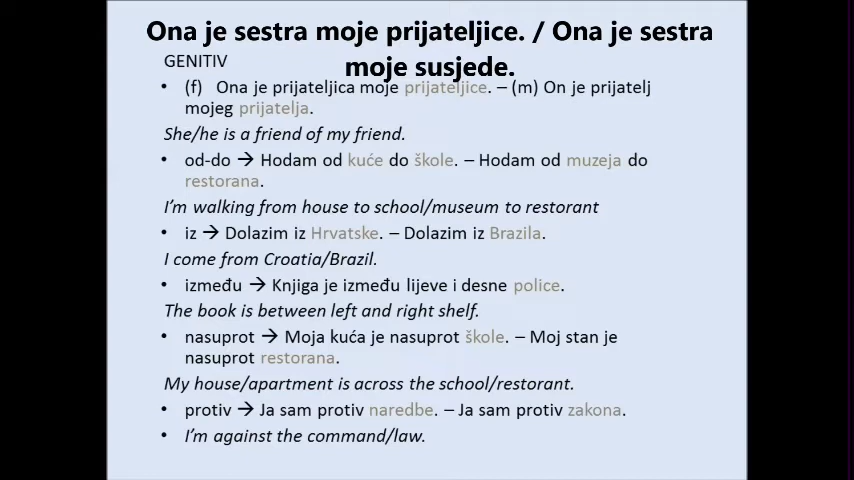 Ona je sestra moje prijateljice. / Ona je sestra
moje susjede.
GENITIV
• (f) Ona je prijateljica moje prijateljice. – (m) On je prijatelj
mojeg prijatelja.
She/he is a friend of my friend.
• od-do → Hodam od kuće do škole. – Hodam od muzeja do
restorana.
I'm walking from house to school/museum to restorant
• iz → Dolazim iz Hrvatske. – Dolazim iz Brazila.
I come from Croatia/Brazil.
• između → Knjiga je između lijeve i desne police.
The book is between left and right shelf.
• nasuprot → Moja kuća je nasuprot škole. – Moj stan je
nasuprot restorana.
My house/apartment is across the school/restorant.
• protiv → Ja sam protiv naredbe. – Ja sam protiv zakona.
• I'm against the command/law.